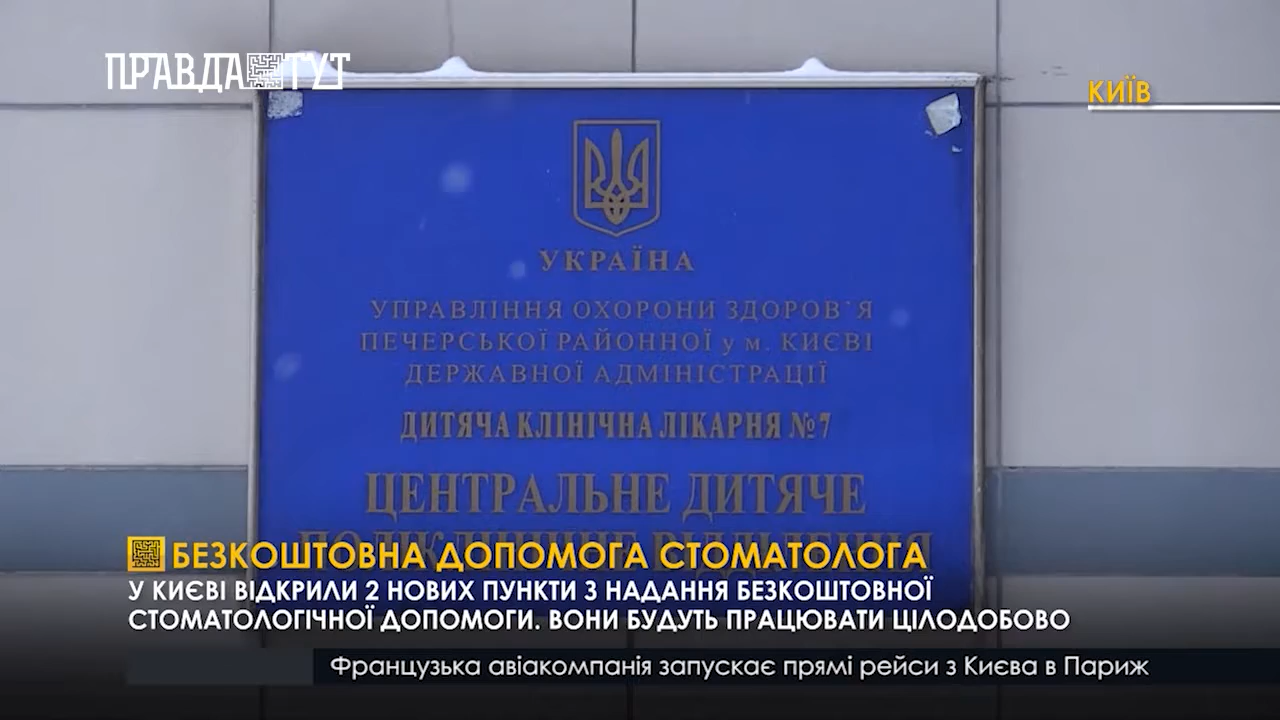 ПРАВДА ТУТ
КИЇВ
УКРАЇНА
УПРАВЛІННЯ ОХОРОНИ ЗДОРОВ`Я
ПЕЧЕРСЬКОЇ РАЙОННОЇ у м. КИЄВІ
ДЕРЖАВНОЇ АДМІНІСТРАЦІЇ
ДИТЯЧА КЛІНІЧНА ЛІКАРНЯ №7
ЦЕНТРАЛЬНЕ ДИТЯЧЕ
БЕЗКОШТОВНА ДОПОМОГА СТОМАТОЛОГА
У КИЄВІ ВІДКРИЛИ 2 НОВИХ ПУНКТИ З НАДАННЯ БЕЗКОШТОВНОЇ
СТОМАТОЛОГІЧНОЇ ДОПОМОГИ. ВОНИ БУДУТЬ ПРАЦЮВАТИ ЦІЛОДОБОВО
Французька авіакомпанія запускає прямі рейси з Києва в Париж